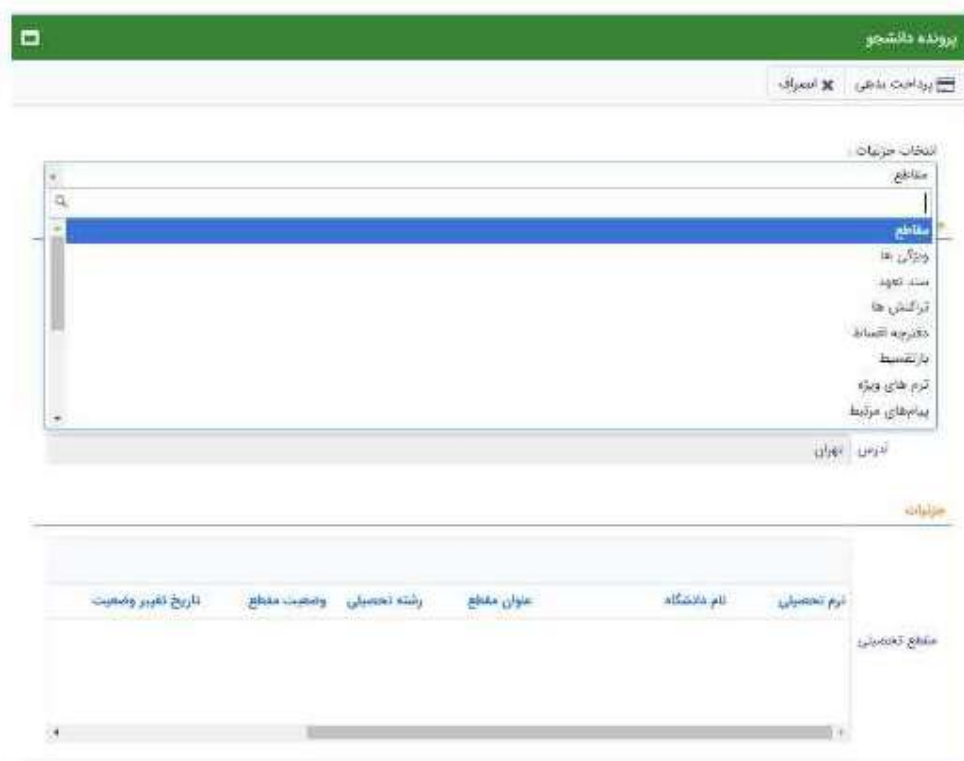 پرونده دانشجو
پرداخت بدهی انصراف
انتخاب جزییات :
مقاطع
مقاطع
ویژگی ها
سند تعهد
تراکنش ها
دفترچه اقساط
بازتقسیط
ترم های ویژه
پیام‌های مرتبط
آدرس تهران
جزئیات
ترم تحصیلی نام دانشگاه عنوان مقطع رشته تحصیلی وضعیت مقطع تاریخ تغییر وضعیت
مقطع تحصیلی